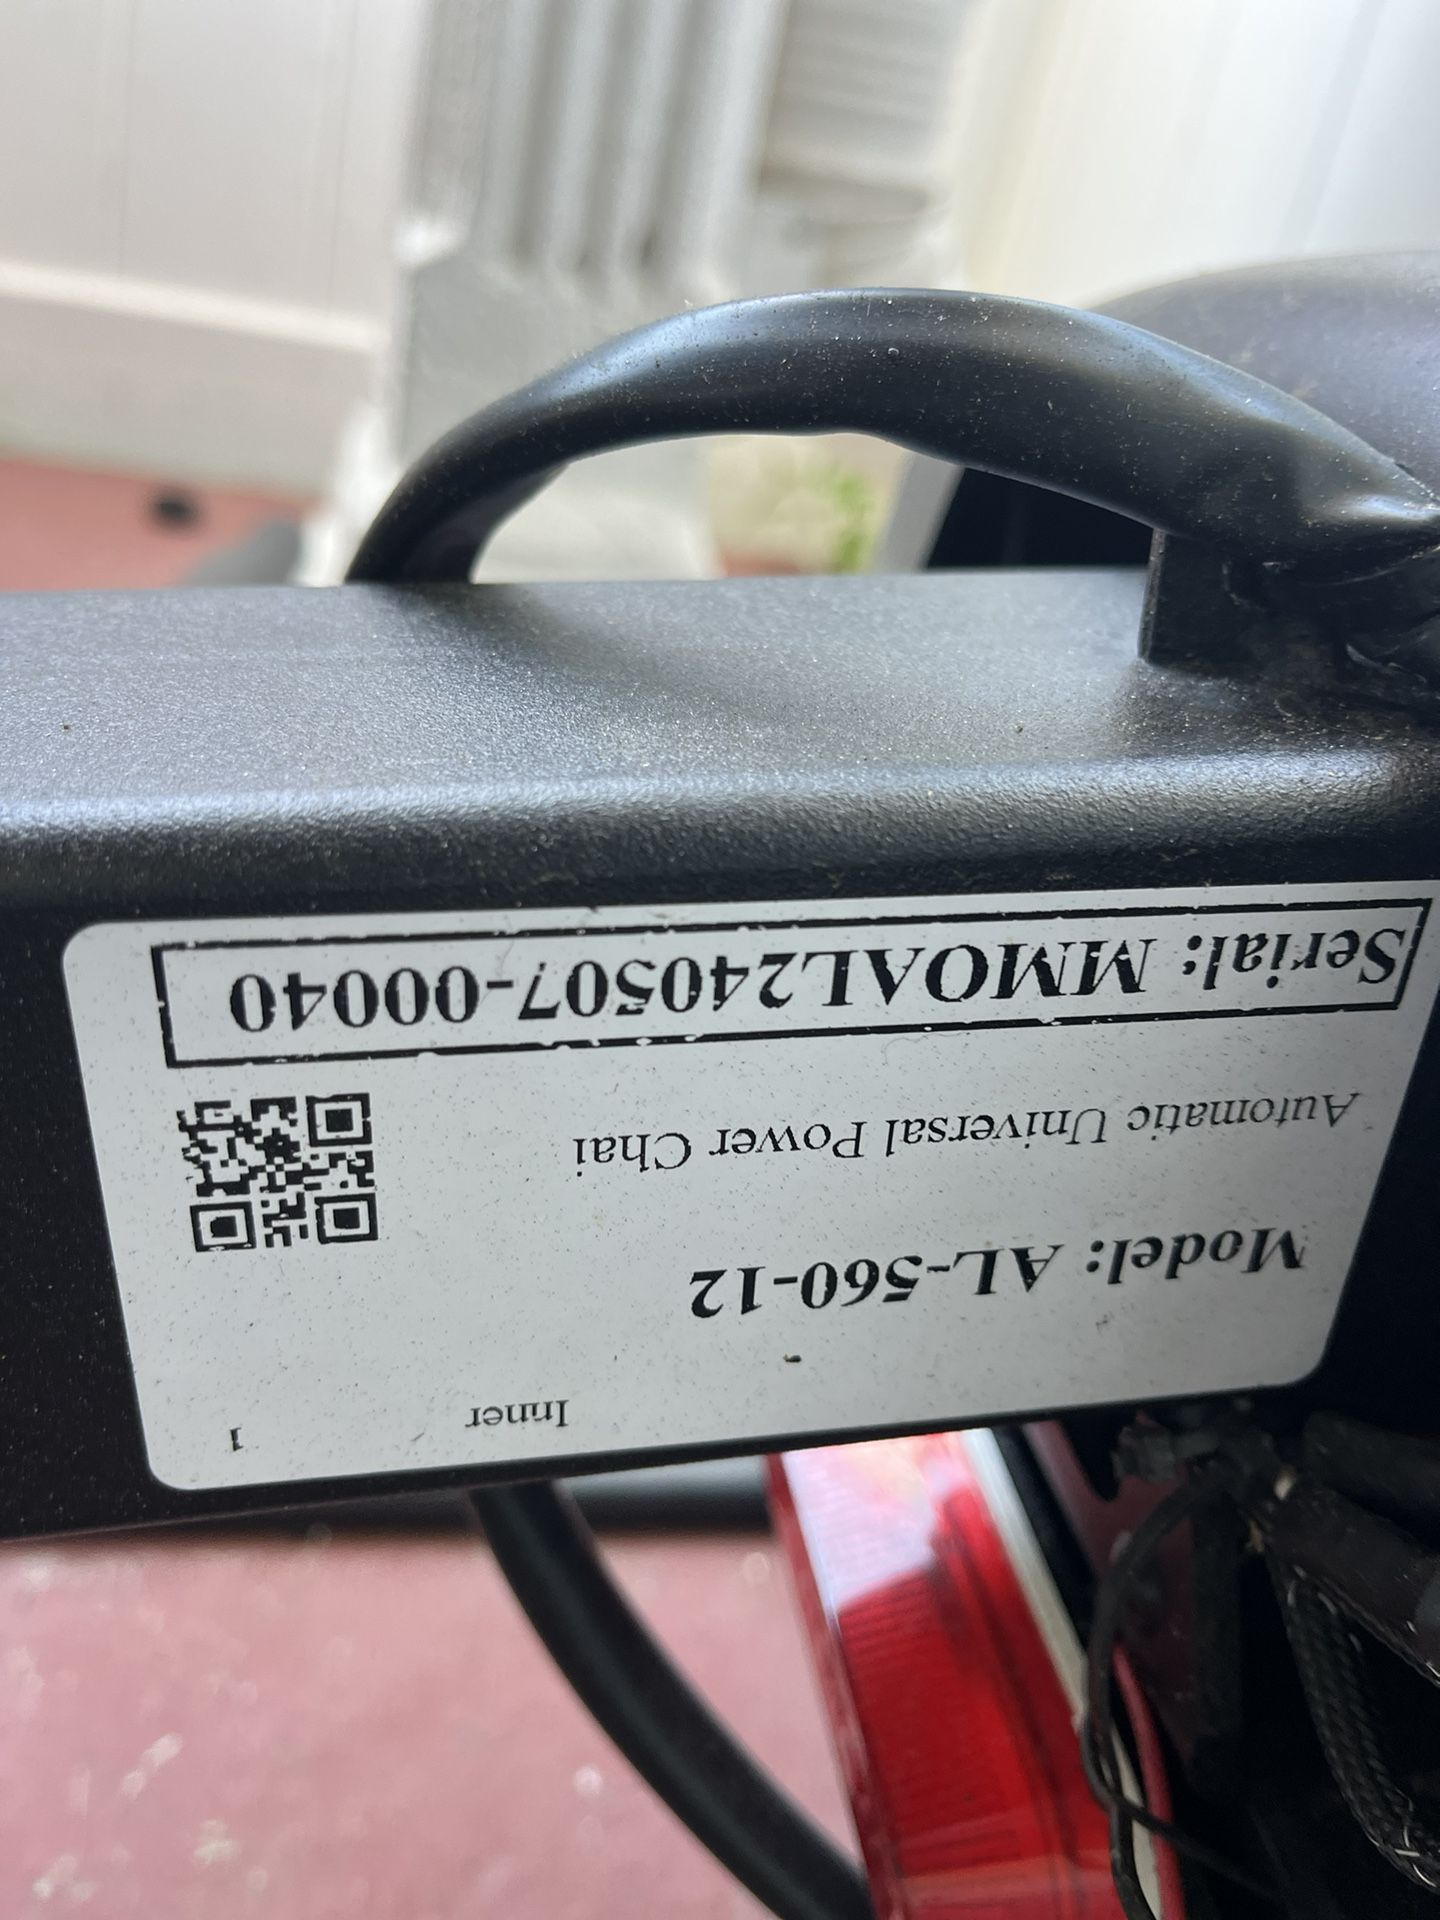 Inner 1
Model: AL-560-12
Automatic Universal Power Chai
Serial: MMOAL240507-00040